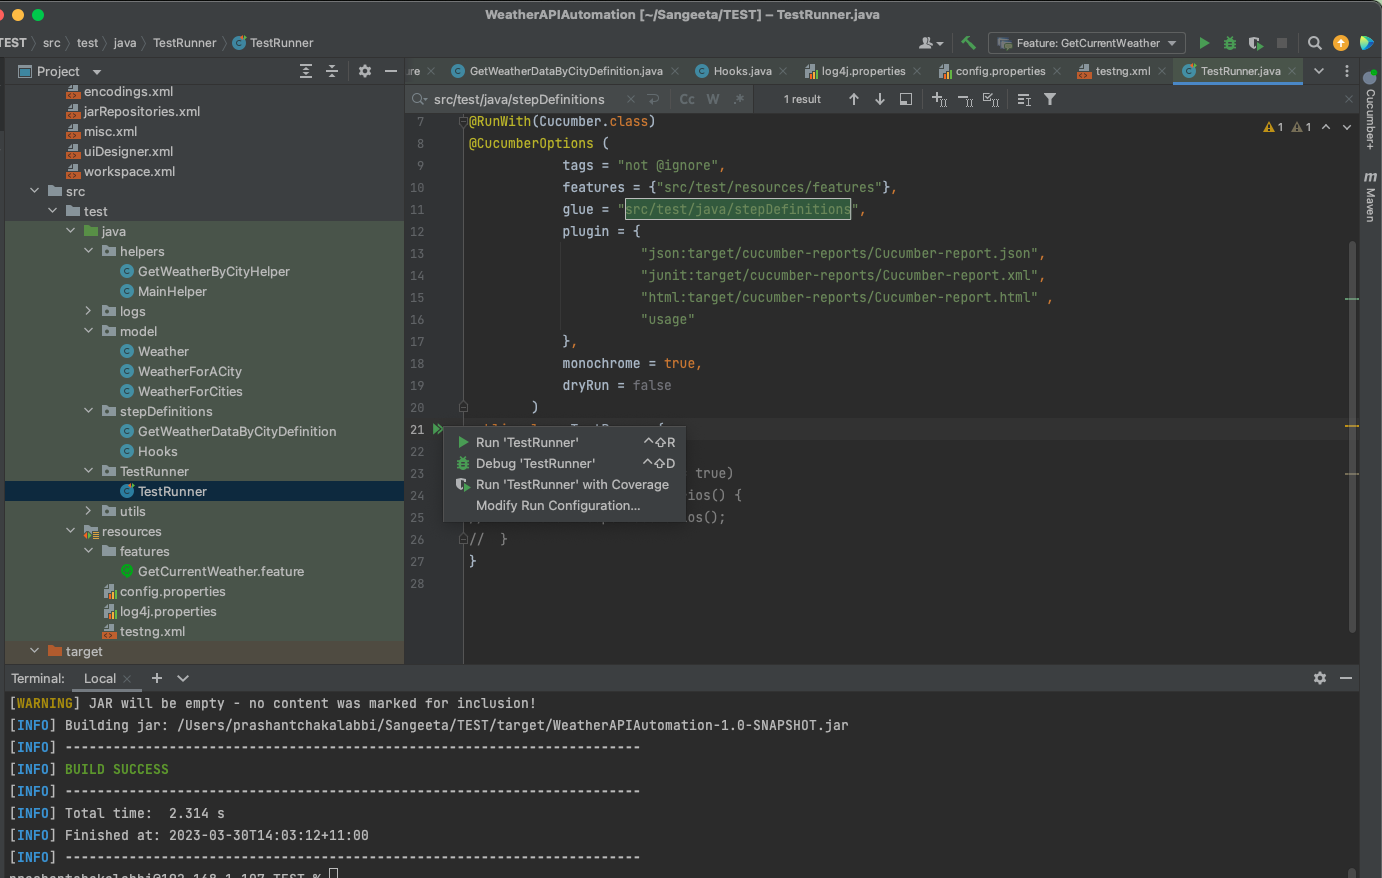 WeatherAPIAutomation [~/Sangeeta/TEST] – TestRunner.java
TEST src test java TestRunner TestRunner
Feature: GetCurrentWeather
Project
re GetWeatherDataByCityDefinition.java Hooks.java log4j.properties config.properties testng.xml TestRunner.java
src/test/java/stepDefinitions Cc W .* 1 result
encodings.xml
jarRepositories.xml
misc.xml
uiDesigner.xml
workspace.xml
src
test
java
helpers
GetWeatherByCityHelper
MainHelper
logs
model
Weather
WeatherForACity
WeatherForCities
stepDefinitions
GetWeatherDataByCityDefinition
Hooks
TestRunner
TestRunner
utils
resources
features
GetCurrentWeather.feature
config.properties
log4j.properties
testng.xml
target
7 @RunWith(Cucumber.class)
8 @CucumberOptions (
9 tags = "not @ignore",
10 features = {"src/test/resources/features"},
11 glue = "src/test/java/stepDefinitions",
12 plugin = {
13 "json:target/cucumber-reports/Cucumber-report.json",
14 "junit:target/cucumber-reports/Cucumber-report.xml",
15 "html:target/cucumber-reports/Cucumber-report.html" ,
16 "usage"
17 },
18 monochrome = true,
19 dryRun = false
20 )
21
22
23 true)
24 ios() {
25 os();
26 // }
27 }
28
1 1
Run 'TestRunner' ^⇧R
Debug 'TestRunner' ^⇧D
Run 'TestRunner' with Coverage
Modify Run Configuration...
Cucumber+
m Maven
Terminal: Local
[WARNING] JAR will be empty - no content was marked for inclusion!
[INFO] Building jar: /Users/prashantchakalabbi/Sangeeta/TEST/target/WeatherAPIAutomation-1.0-SNAPSHOT.jar
[INFO] ------------------------------------------------------------------------
[INFO] BUILD SUCCESS
[INFO] ------------------------------------------------------------------------
[INFO] Total time:  2.314 s
[INFO] Finished at: 2023-03-30T14:03:12+11:00
[INFO] ------------------------------------------------------------------------